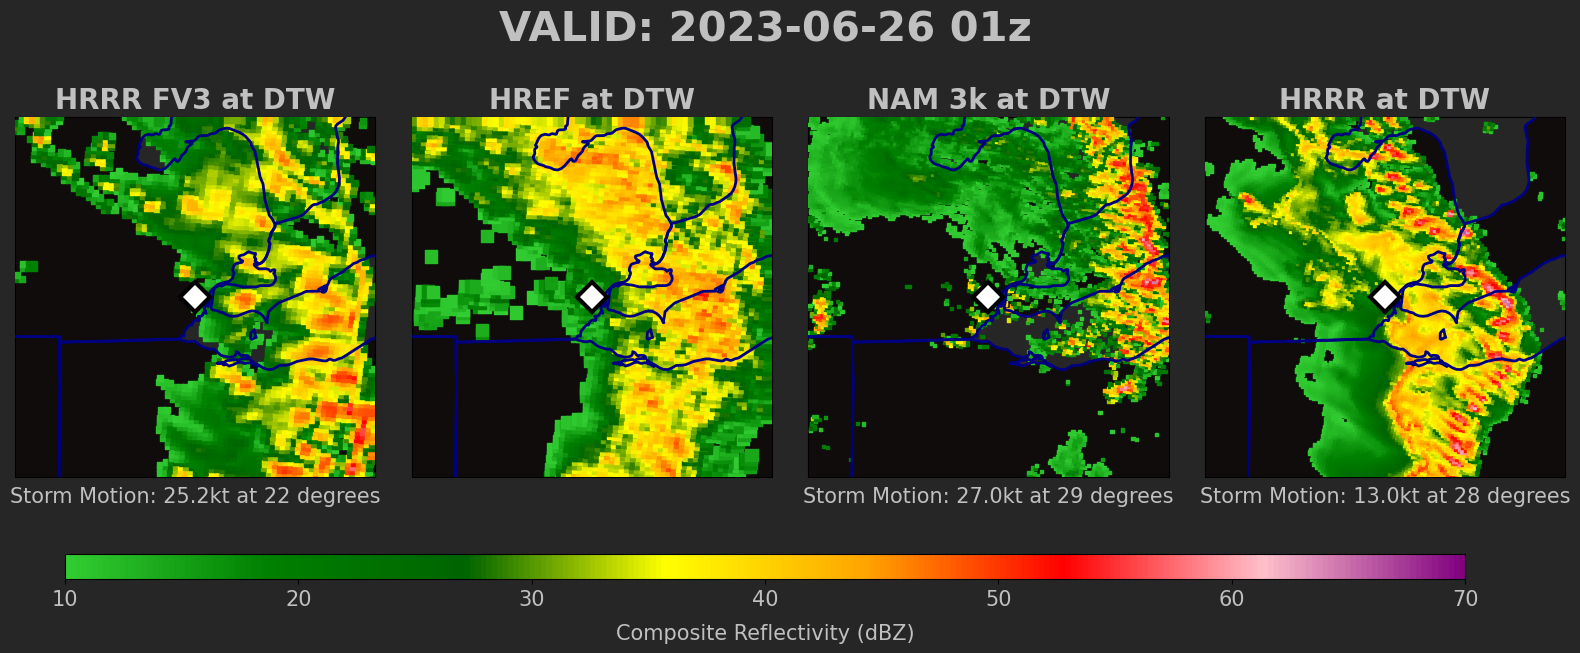 VALID: 2023-06-26 01z
HRRR FV3 at DTW
HREF at DTW
NAM 3k at DTW
HRRR at DTW
Storm Motion: 25.2kt at 22 degrees
Storm Motion: 27.0kt at 29 degrees
Storm Motion: 13.0kt at 28 degrees
10 20 30 40 50 60 70
Composite Reflectivity (dBZ)